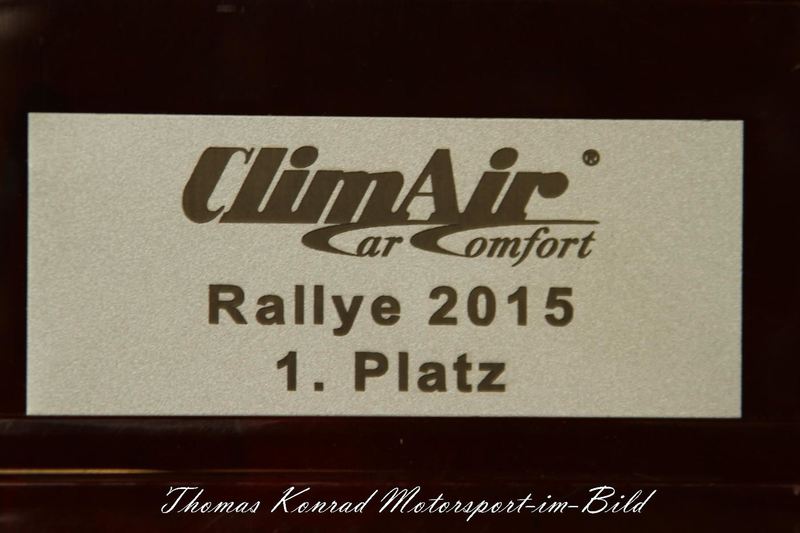 ClimAir®
Car Comfort
Rallye 2015
1. Platz
Thomas Konrad Motorsport-im-Bild